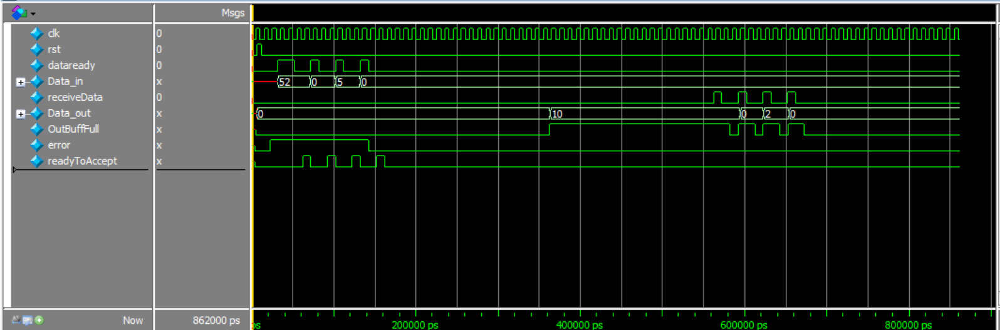 Msgs
clk 0
rst 0
dataready 0
Data_in x 52 0 5 0
receiveData 0
Data_out x 0 10 0 2 0
OutBuffFull x
error x
readyToAccept x
Now 862000 ps ps 200000 ps 400000 ps 600000 ps 800000 ps